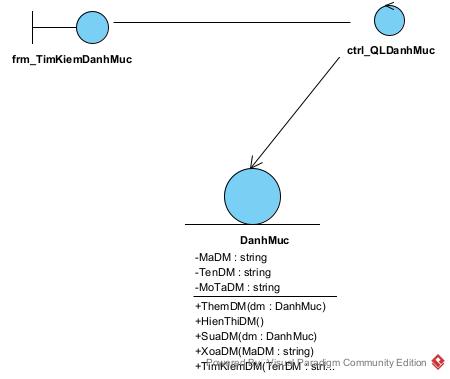 frm_TimKiemDanhMuc
ctrl_QLDanhMuc
DanhMuc
-MaDM : string
-TenDM : string
-MoTaDM : string
+ThemDM(dm : DanhMuc)
+HienThiDM()
+SuaDM(dm : DanhMuc)
+XoaDM(MaDM : string)
Powered By Visual Paradigm Community Edition
+TimKiemDM(TenDM : stri...